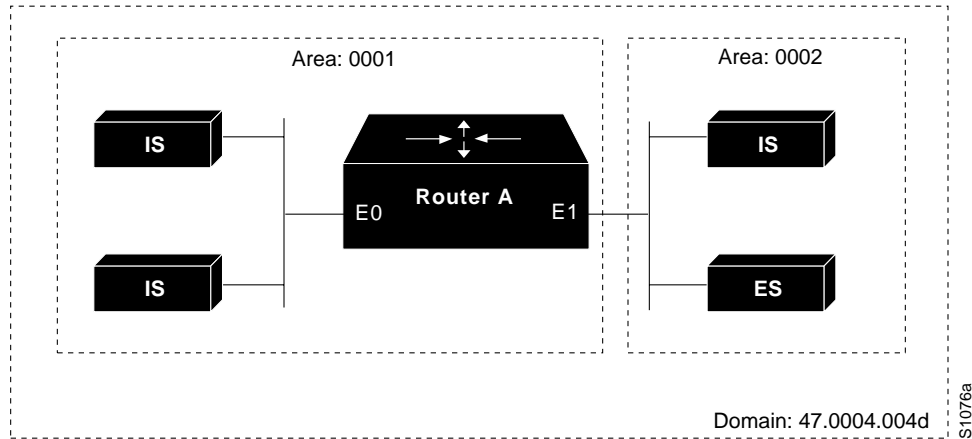 Area: 0001
Area: 0002
IS
IS
Router A
E0
E1
IS
ES
Domain: 47.0004.004d
S1076a